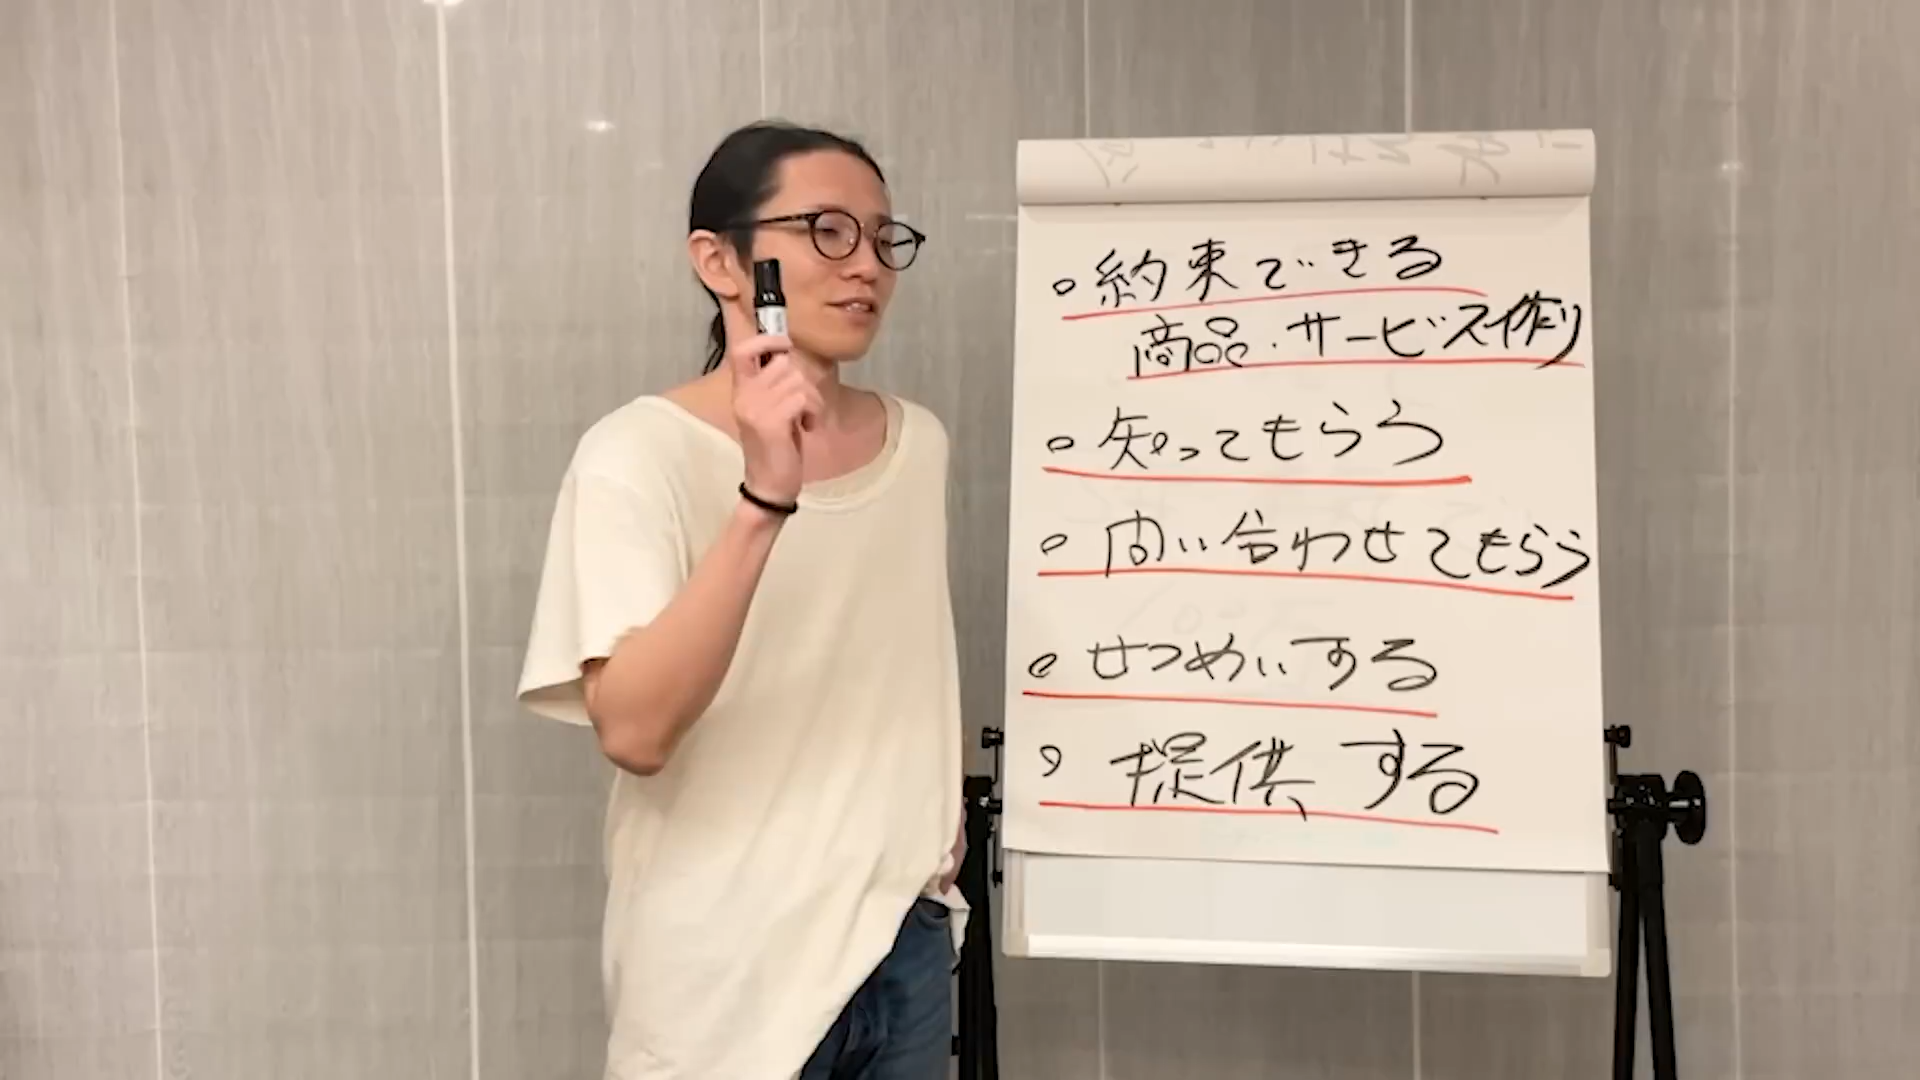 。約束できる
商品・サービス作り
。知ってもらう
。問い合わせてもらう
。せつめいする
。提供する